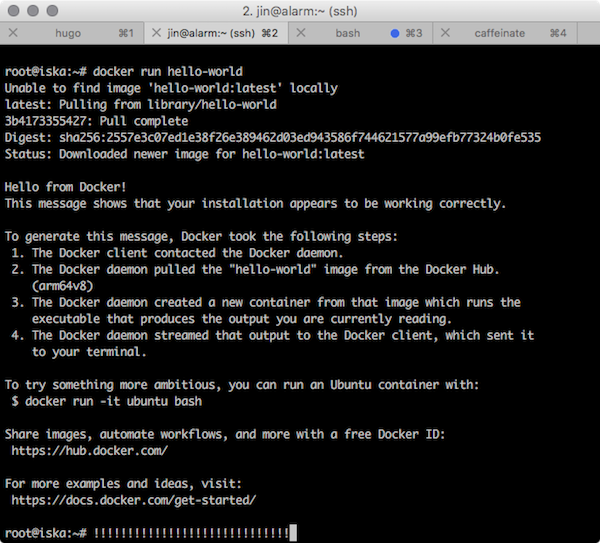 2. jin@alarm:~ (ssh)
hugo ⌘1 jin@alarm:~ (ssh) ⌘2 bash ⌘3 caffeinate ⌘4
root@iska:~# docker run hello-world
Unable to find image 'hello-world:latest' locally
latest: Pulling from library/hello-world
3b4173355427: Pull complete
Digest: sha256:2557e3c07ed1e38f26e389462d03ed943586f744621577a99efb77324b0fe535
Status: Downloaded newer image for hello-world:latest
Hello from Docker!
This message shows that your installation appears to be working correctly.
To generate this message, Docker took the following steps:
1. The Docker client contacted the Docker daemon.
2. The Docker daemon pulled the "hello-world" image from the Docker Hub.
(arm64v8)
3. The Docker daemon created a new container from that image which runs the
executable that produces the output you are currently reading.
4. The Docker daemon streamed that output to the Docker client, which sent it
to your terminal.
To try something more ambitious, you can run an Ubuntu container with:
$ docker run -it ubuntu bash
Share images, automate workflows, and more with a free Docker ID:
https://hub.docker.com/
For more examples and ideas, visit:
https://docs.docker.com/get-started/
root@iska:~# !!!!!!!!!!!!!!!!!!!!!!!!!!!!!